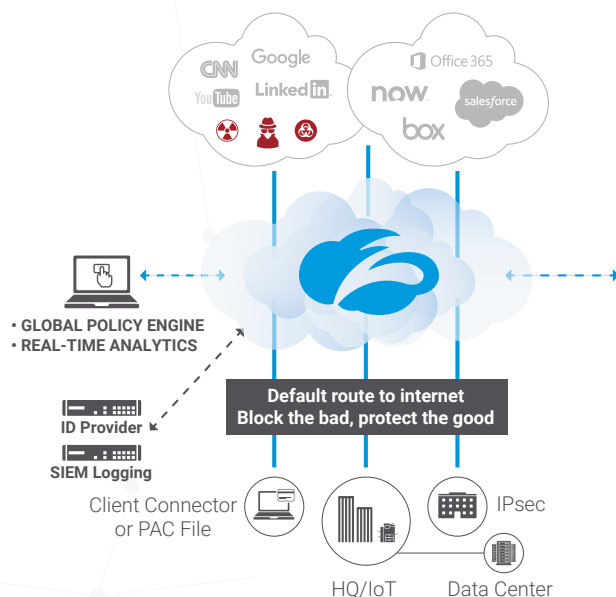 CNN
Google
YouTube
Linked in
Office 365
now
salesforce
box
• GLOBAL POLICY ENGINE
• REAL-TIME ANALYTICS
Default route to internet
Block the bad, protect the good
ID Provider
SIEM Logging
Client Connector
or PAC File
IPsec
HQ/IoT
Data Center